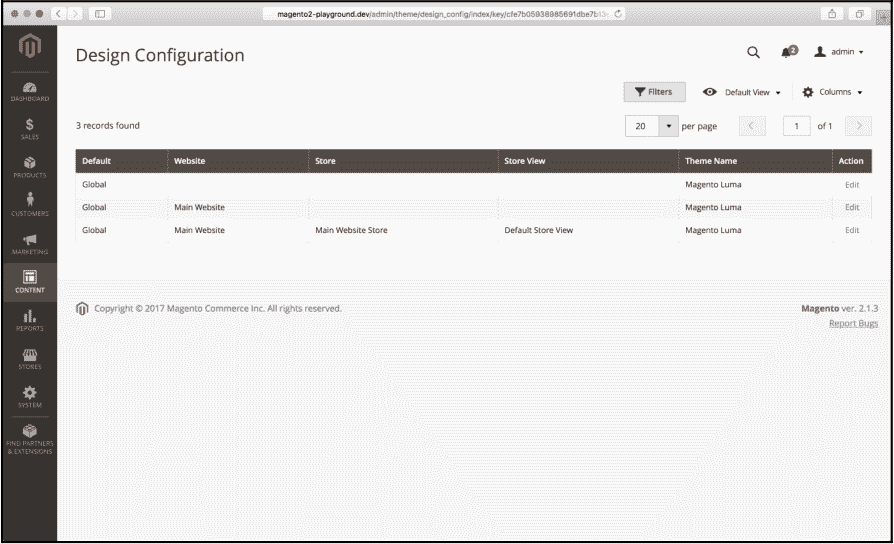 magento2-playground.dev/admin/theme/design_config/index/key/cfe7b05938985691dbe7b13c
Design Configuration
2
admin
DASHBOARD
SALES
PRODUCTS
CUSTOMERS
MARKETING
CONTENT
REPORTS
STORES
SYSTEM
FIND PARTNERS
& EXTENSIONS
Filters Default View Columns
3 records found 20 per page 1 of 1
Default Website Store Store View Theme Name Action
Global Magento Luma Edit
Global Main Website Magento Luma Edit
Global Main Website Main Website Store Default Store View Magento Luma Edit
Copyright © 2017 Magento Commerce Inc. All rights reserved. Magento ver. 2.1.3
Report Bugs